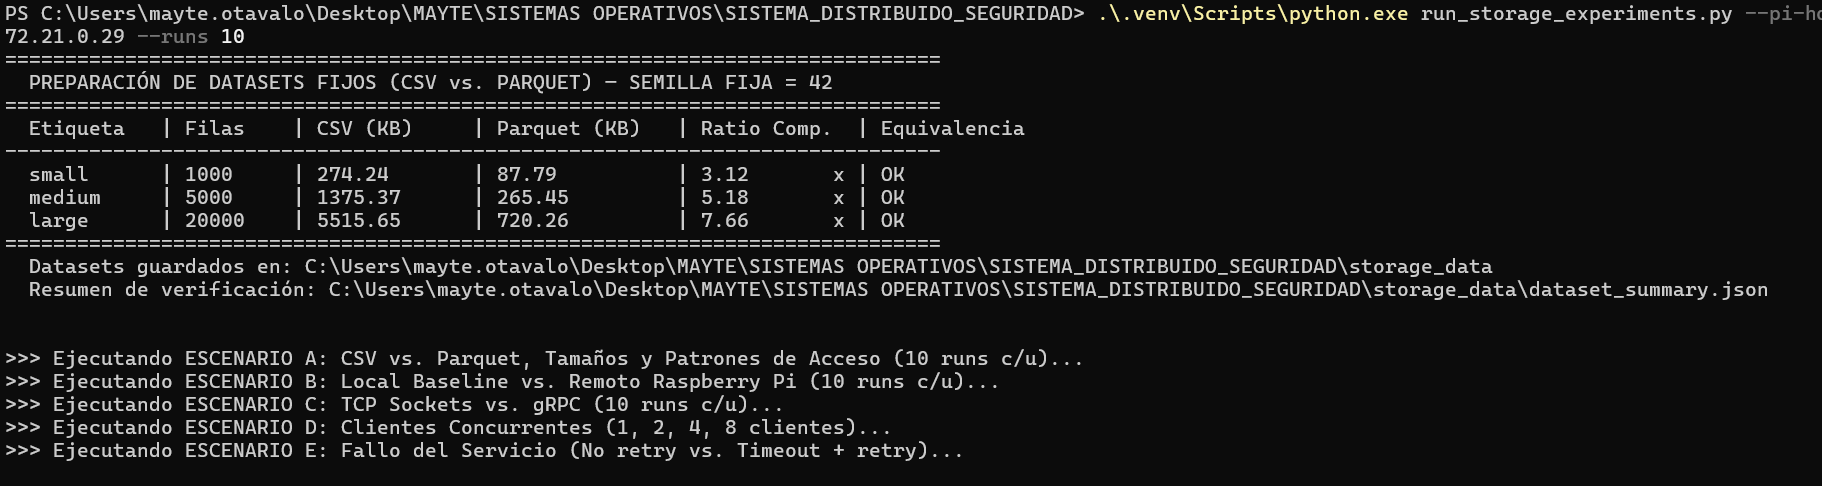 PS C:\Users\mayte.otavalo\Desktop\MAYTE\SISTEMAS OPERATIVOS\SISTEMA_DISTRIBUIDO_SEGURIDAD> .\.venv\Scripts\python.exe run_storage_experiments.py --pi-ho
72.21.0.29 --runs 10
===============================================================================
PREPARACIÓN DE DATASETS FIJOS (CSV vs. PARQUET) — SEMILLA FIJA = 42
===============================================================================
Etiqueta | Filas | CSV (KB) | Parquet (KB) | Ratio Comp. | Equivalencia
-------------------------------------------------------------------------------
small | 1000 | 274.24 | 87.79 | 3.12 x | OK
medium | 5000 | 1375.37 | 265.45 | 5.18 x | OK
large | 20000 | 5515.65 | 720.26 | 7.66 x | OK
===============================================================================
Datasets guardados en: C:\Users\mayte.otavalo\Desktop\MAYTE\SISTEMAS OPERATIVOS\SISTEMA_DISTRIBUIDO_SEGURIDAD\storage_data
Resumen de verificación: C:\Users\mayte.otavalo\Desktop\MAYTE\SISTEMAS OPERATIVOS\SISTEMA_DISTRIBUIDO_SEGURIDAD\storage_data\dataset_summary.json
>>> Ejecutando ESCENARIO A: CSV vs. Parquet, Tamaños y Patrones de Acceso (10 runs c/u)...
>>> Ejecutando ESCENARIO B: Local Baseline vs. Remoto Raspberry Pi (10 runs c/u)...
>>> Ejecutando ESCENARIO C: TCP Sockets vs. gRPC (10 runs c/u)...
>>> Ejecutando ESCENARIO D: Clientes Concurrentes (1, 2, 4, 8 clientes)...
>>> Ejecutando ESCENARIO E: Fallo del Servicio (No retry vs. Timeout + retry)...